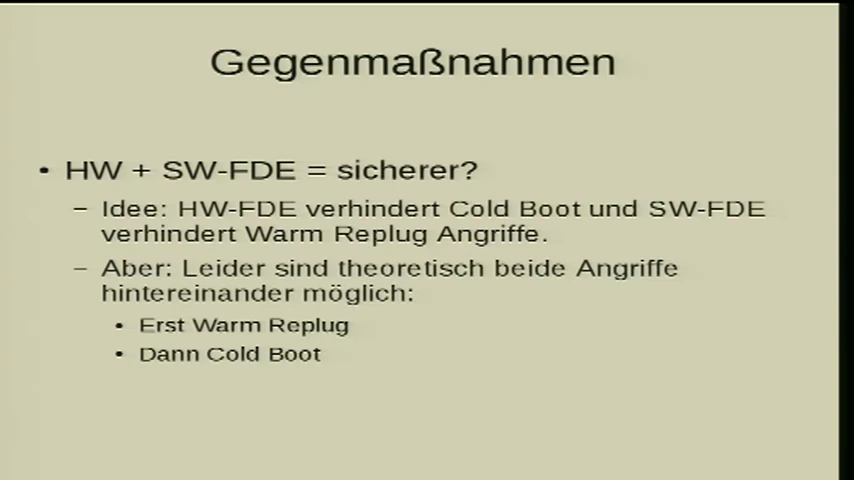 Gegenmaßnahmen
• HW + SW-FDE = sicherer?
– Idee: HW-FDE verhindert Cold Boot und SW-FDE
verhindert Warm Replug Angriffe.
– Aber: Leider sind theoretisch beide Angriffe
hintereinander möglich:
• Erst Warm Replug
• Dann Cold Boot